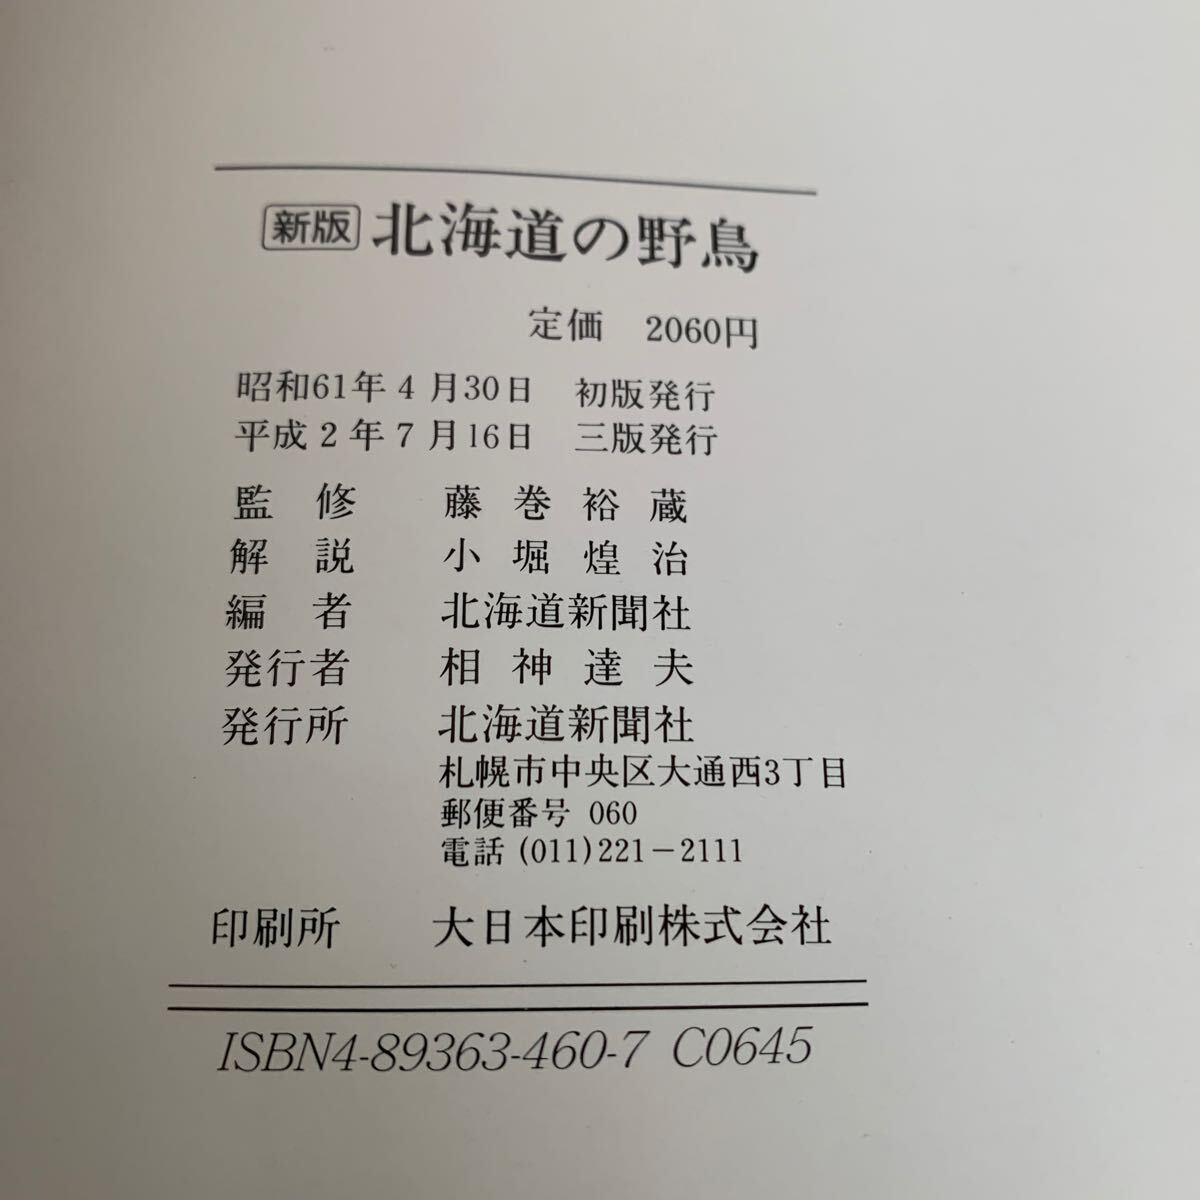 新版 北海道の野鳥
定価 2060円
昭和61年4月30日 初版発行
平成2年7月16日 三版発行
監修 藤巻裕蔵
解説 小堀煌治
編者 北海道新聞社
発行者 相神達夫
発行所 北海道新聞社
札幌市中央区大通西3丁目
郵便番号 060
電話 (011)221-2111
印刷所 大日本印刷株式会社
ISBN4-89363-460-7 C0645